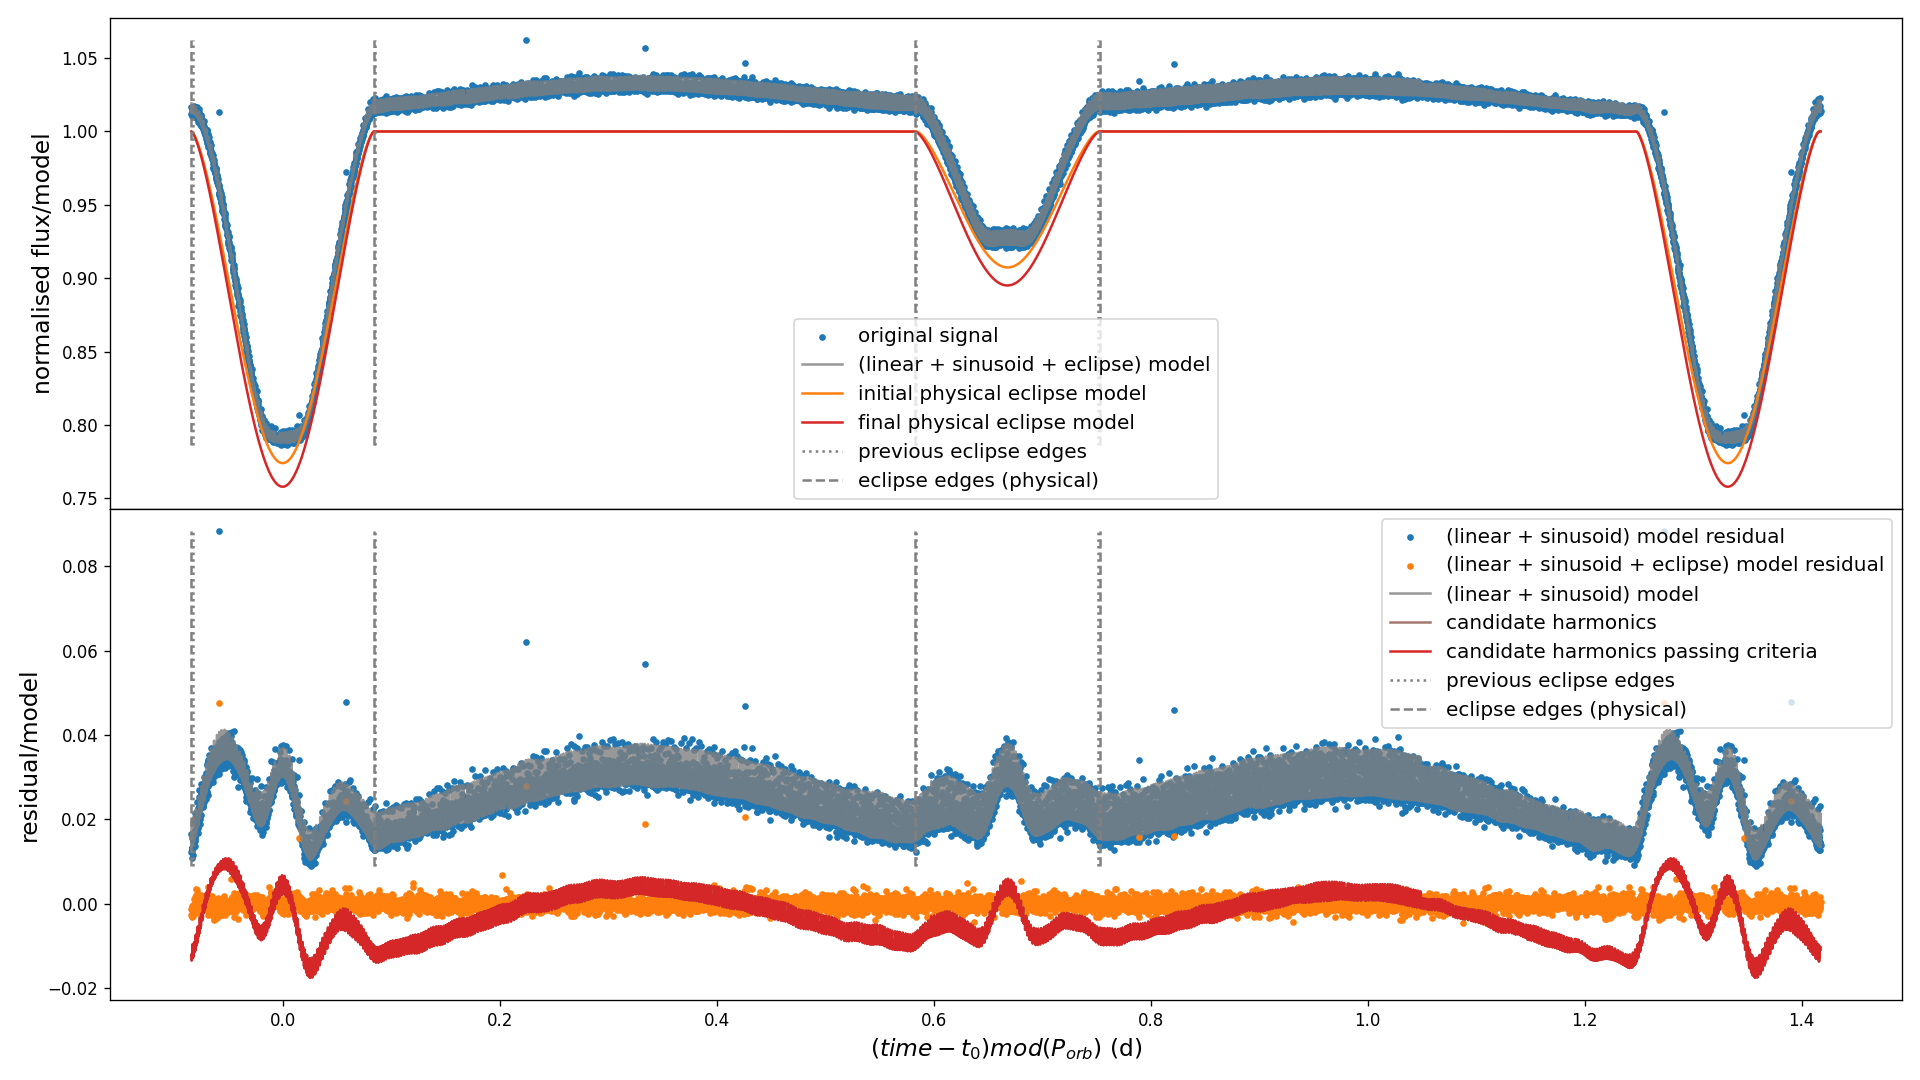 normalised flux/model
1.05
1.00
0.95
0.90
0.85
0.80
0.75
original signal
(linear + sinusoid + eclipse) model
initial physical eclipse model
final physical eclipse model
previous eclipse edges
eclipse edges (physical)
residual/model
0.08
0.06
0.04
0.02
0.00
−0.02
(linear + sinusoid) model residual
(linear + sinusoid + eclipse) model residual
(linear + sinusoid) model
candidate harmonics
candidate harmonics passing criteria
previous eclipse edges
eclipse edges (physical)
0.0 0.2 0.4 0.6 0.8 1.0 1.2 1.4
(time − t₀)mod(P_orb) (d)